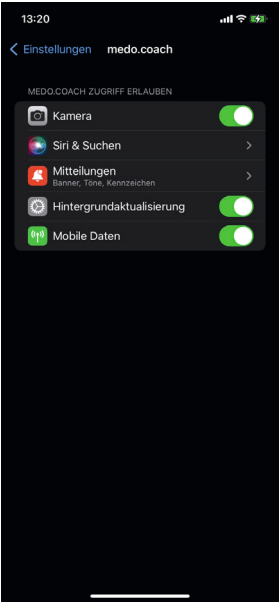 13:20
Einstellungen medo.coach
MEDO.COACH ZUGRIFF ERLAUBEN
Kamera
Siri & Suchen
Mitteilungen
Banner, Töne, Kennzeichen
Hintergrundaktualisierung
Mobile Daten